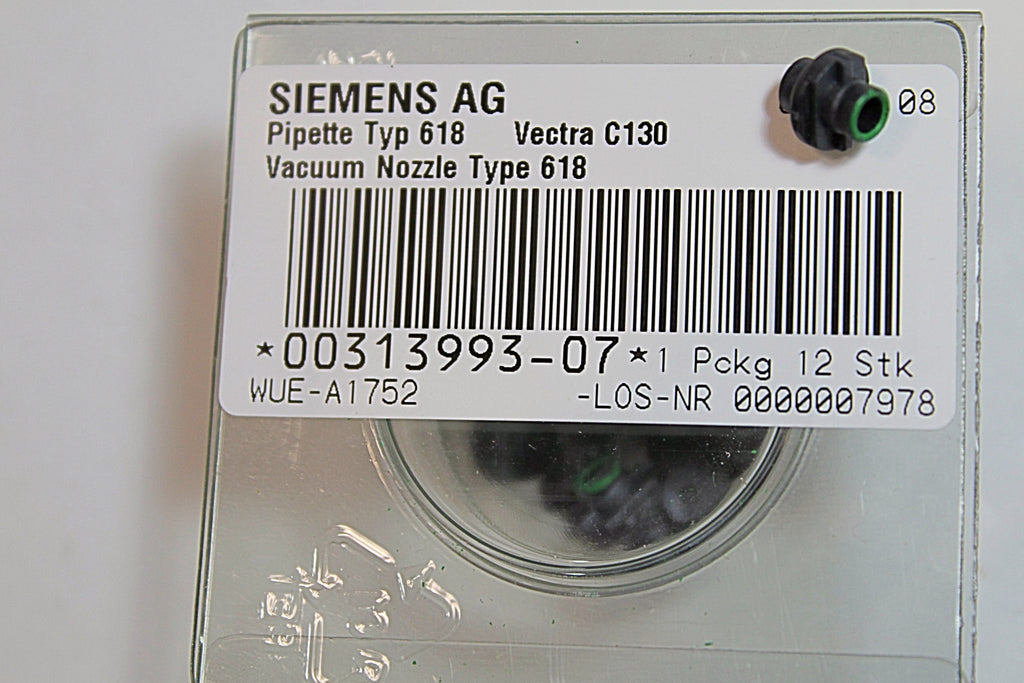 SIEMENS AG 08
Pipette Typ 618 Vectra C130
Vacuum Nozzle Type 618
*00313993-07* 1 Pckg 12 Stk
WUE-A1752 -LOS-NR 0000007978